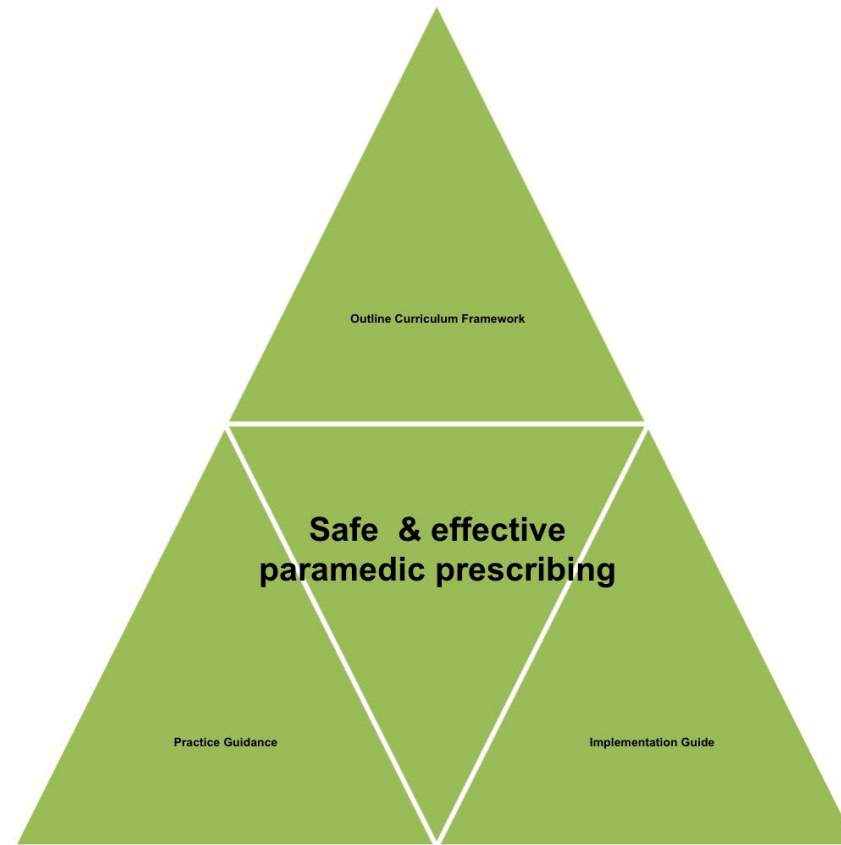 Outline Curriculum Framework
Safe & effective
paramedic prescribing
Practice Guidance
Implementation Guide